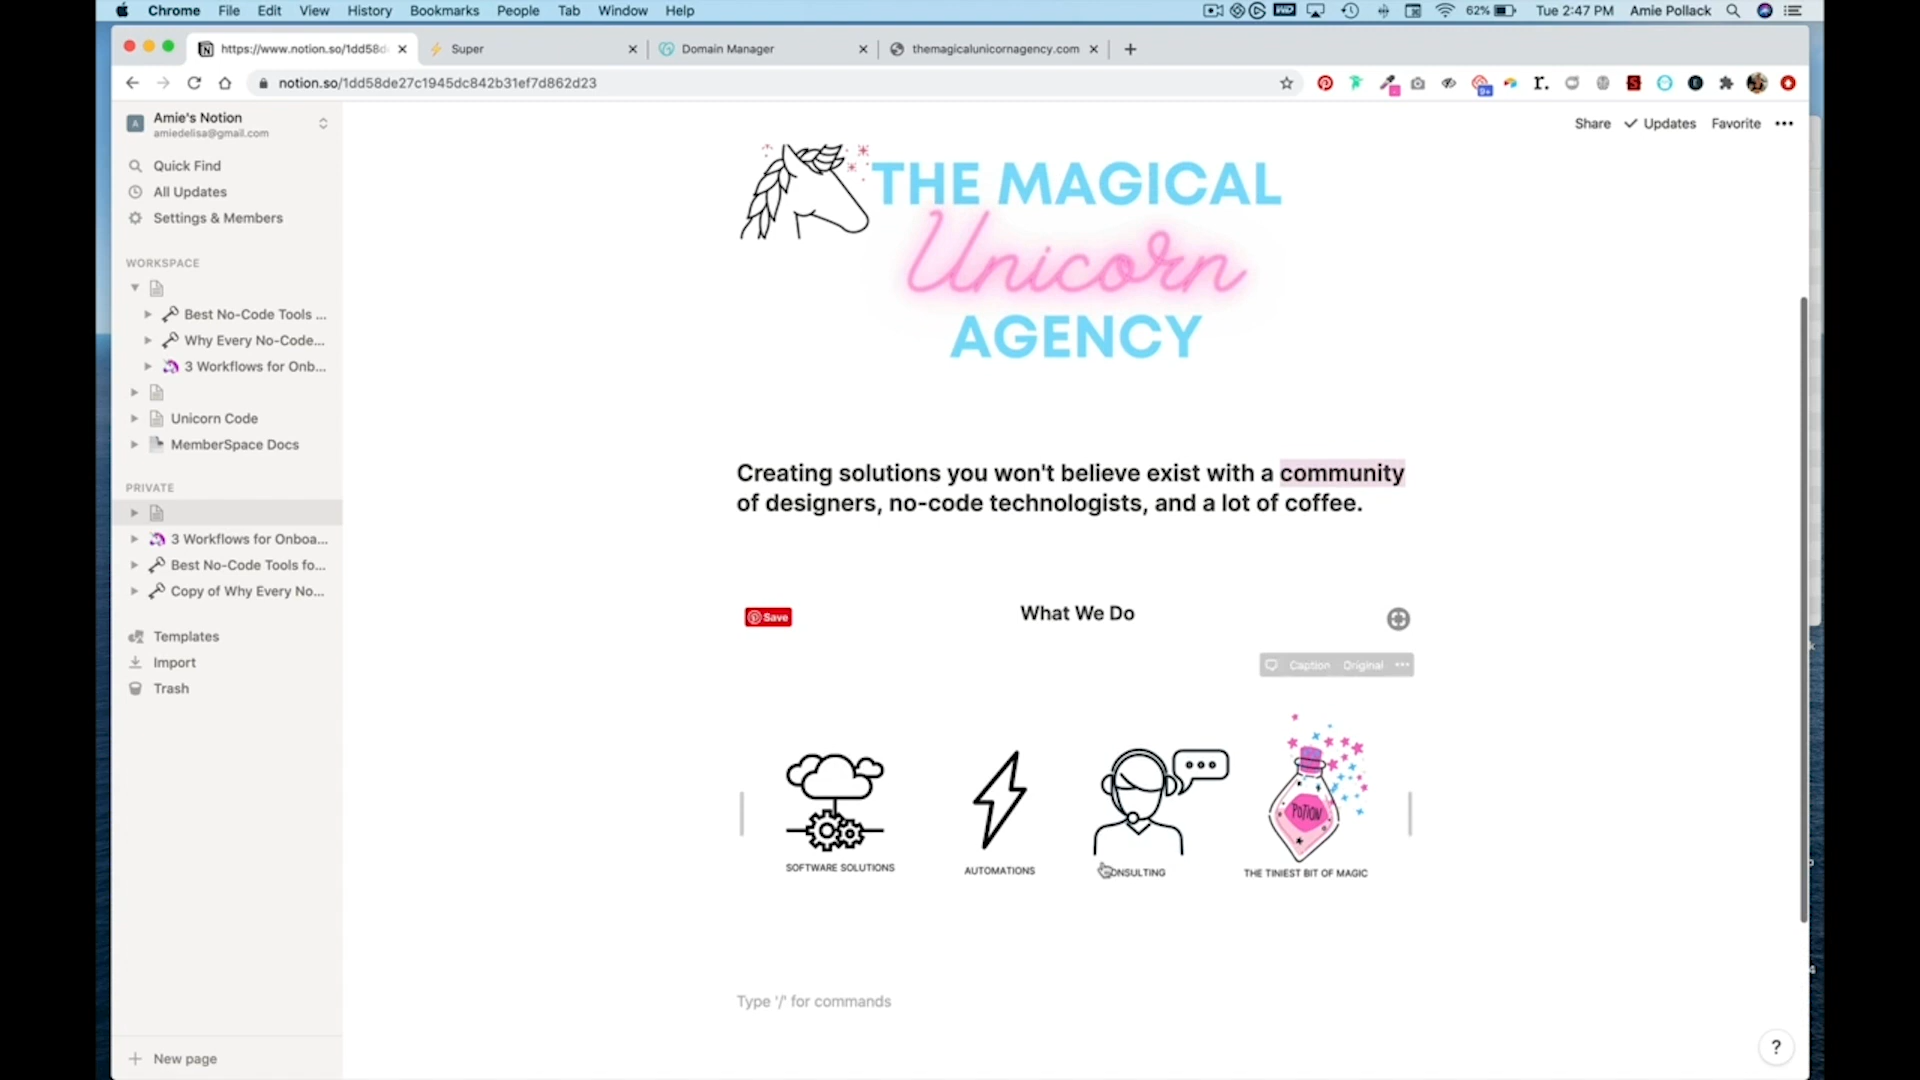 Chrome File Edit View History Bookmarks People Tab Window Help 62% Tue 2:47 PM Amie Pollack
https://www.notion.so/1dd58d Super Domain Manager themagicalunicornagency.com
notion.so/1dd58de27c1945dc842b31ef7d862d23
A Amie's Notion
amiedelisa@gmail.com
Share Updates Favorite
Quick Find
All Updates
Settings & Members
WORKSPACE
Best No-Code Tools ...
Why Every No-Code...
3 Workflows for Onb...
Unicorn Code
MemberSpace Docs
PRIVATE
3 Workflows for Onboa...
Best No-Code Tools fo...
Copy of Why Every No...
Templates
Import
Trash
New page
THE MAGICAL
Unicorn
AGENCY
Creating solutions you won't believe exist with a community
of designers, no-code technologists, and a lot of coffee.
Save
What We Do
Caption Original
POTION
SOFTWARE SOLUTIONS
AUTOMATIONS
CONSULTING
THE TINIEST BIT OF MAGIC
Type '/' for commands
?